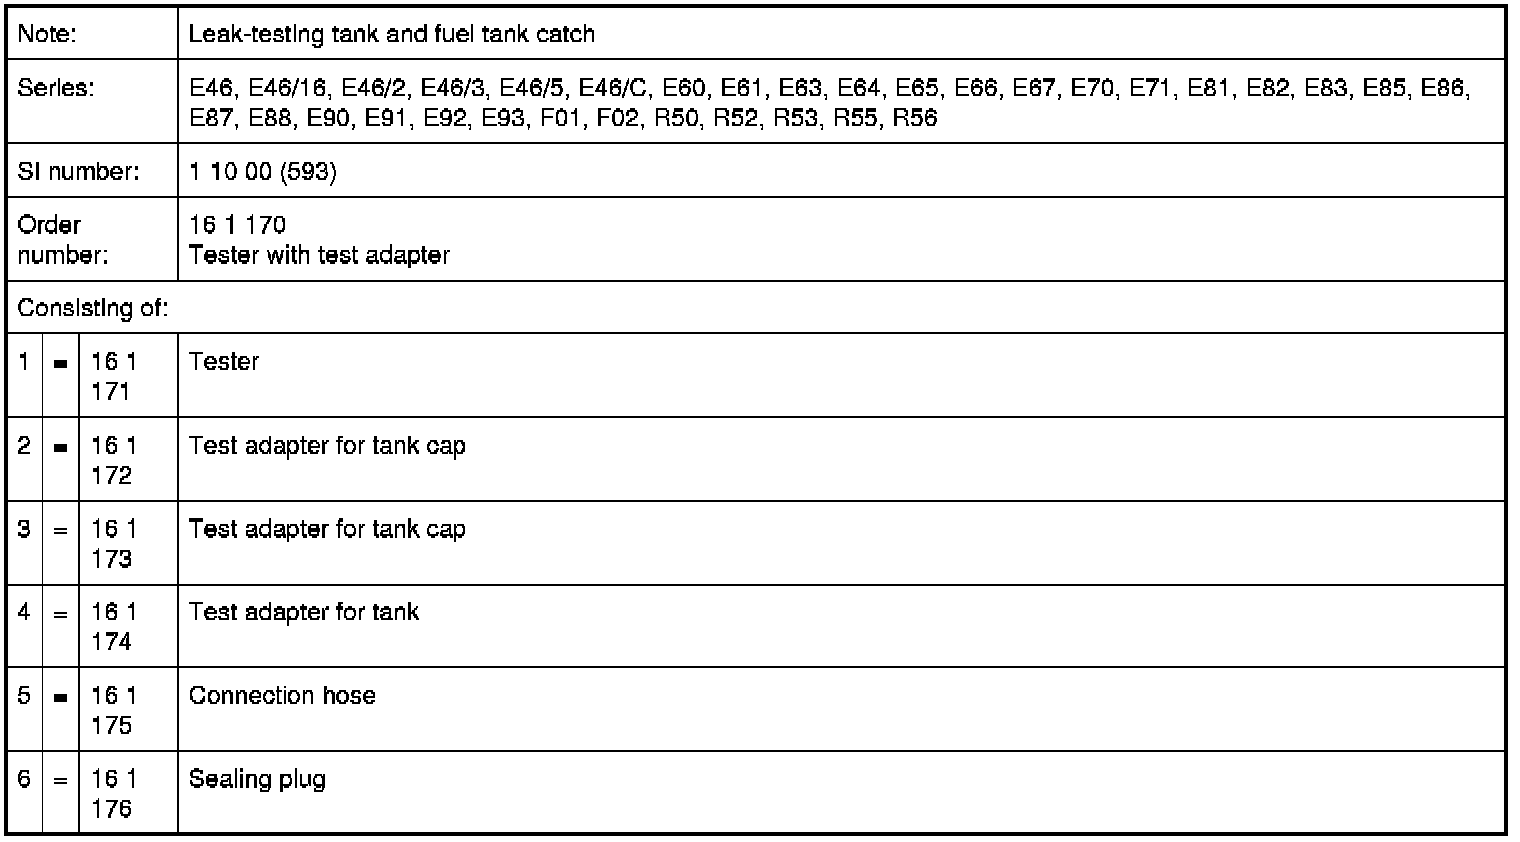 Note: Leak-testing tank and fuel tank catch
Series: E46, E46/16, E46/2, E46/3, E46/5, E46/C, E60, E61, E63, E64, E65, E66, E67, E70, E71, E81, E82, E83, E85, E86,
E87, E88, E90, E91, E92, E93, F01, F02, R50, R52, R53, R55, R56
SI number: 1 10 00 (593)
Order 16 1 170
number: Tester with test adapter
Consisting of:
1 = 16 1 Tester
171
2 = 16 1 Test adapter for tank cap
172
3 = 16 1 Test adapter for tank cap
173
4 = 16 1 Test adapter for tank
174
5 = 16 1 Connection hose
175
6 = 16 1 Sealing plug
176